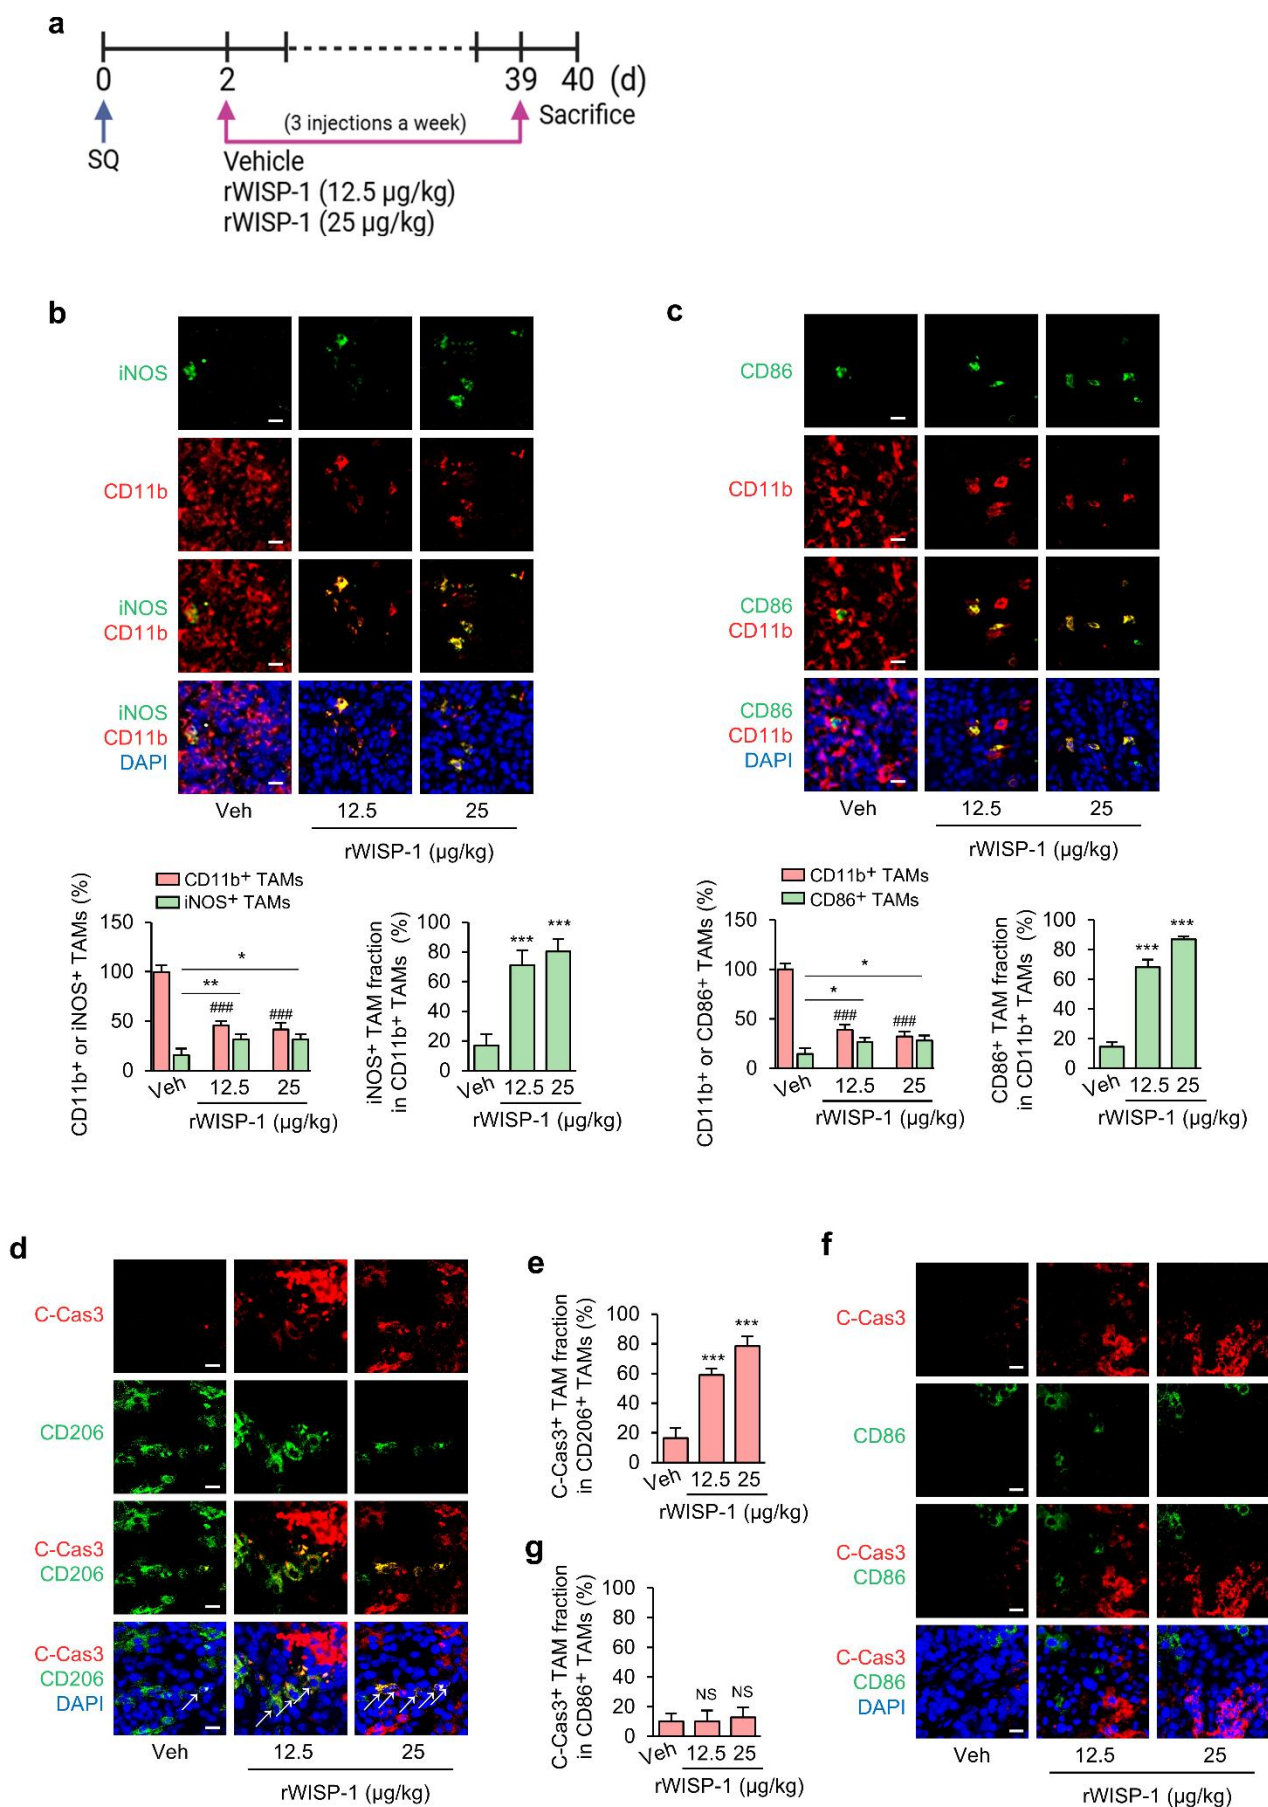 a
0 2 39 40 (d)
(3 injections a week)
Sacrifice
SQ
Vehicle
rWISP-1 (12.5 µg/kg)
rWISP-1 (25 µg/kg)
b
iNOS
CD11b
iNOS
CD11b
iNOS
CD11b
DAPI
Veh 12.5 25
rWISP-1 (µg/kg)
CD11b+ TAMs
iNOS+ TAMs
CD11b+ or iNOS+ TAMs (%)
150
100
50
0
*
**
### ###
Veh 12.5 25
rWISP-1 (µg/kg)
iNOS+ TAM fraction
in CD11b+ TAMs (%)
100
80
60
40
20
0
*** ***
Veh 12.5 25
rWISP-1 (µg/kg)
c
CD86
CD11b
CD86
CD11b
CD86
CD11b
DAPI
Veh 12.5 25
rWISP-1 (µg/kg)
CD11b+ TAMs
CD86+ TAMs
CD11b+ or CD86+ TAMs (%)
150
100
50
0
*
*
### ###
Veh 12.5 25
rWISP-1 (µg/kg)
CD86+ TAM fraction
in CD11b+ TAMs (%)
100
80
60
40
20
0
*** ***
Veh 12.5 25
rWISP-1 (µg/kg)
d
C-Cas3
CD206
C-Cas3
CD206
C-Cas3
CD206
DAPI
Veh 12.5 25
rWISP-1 (µg/kg)
e
C-Cas3+ TAM fraction
in CD206+ TAMs (%)
100
80
60
40
20
0
*** ***
Veh 12.5 25
rWISP-1 (µg/kg)
g
C-Cas3+ TAM fraction
in CD86+ TAMs (%)
100
80
60
40
20
0
NS NS
Veh 12.5 25
rWISP-1 (µg/kg)
f
C-Cas3
CD86
C-Cas3
CD86
C-Cas3
CD86
DAPI
Veh 12.5 25
rWISP-1 (µg/kg)